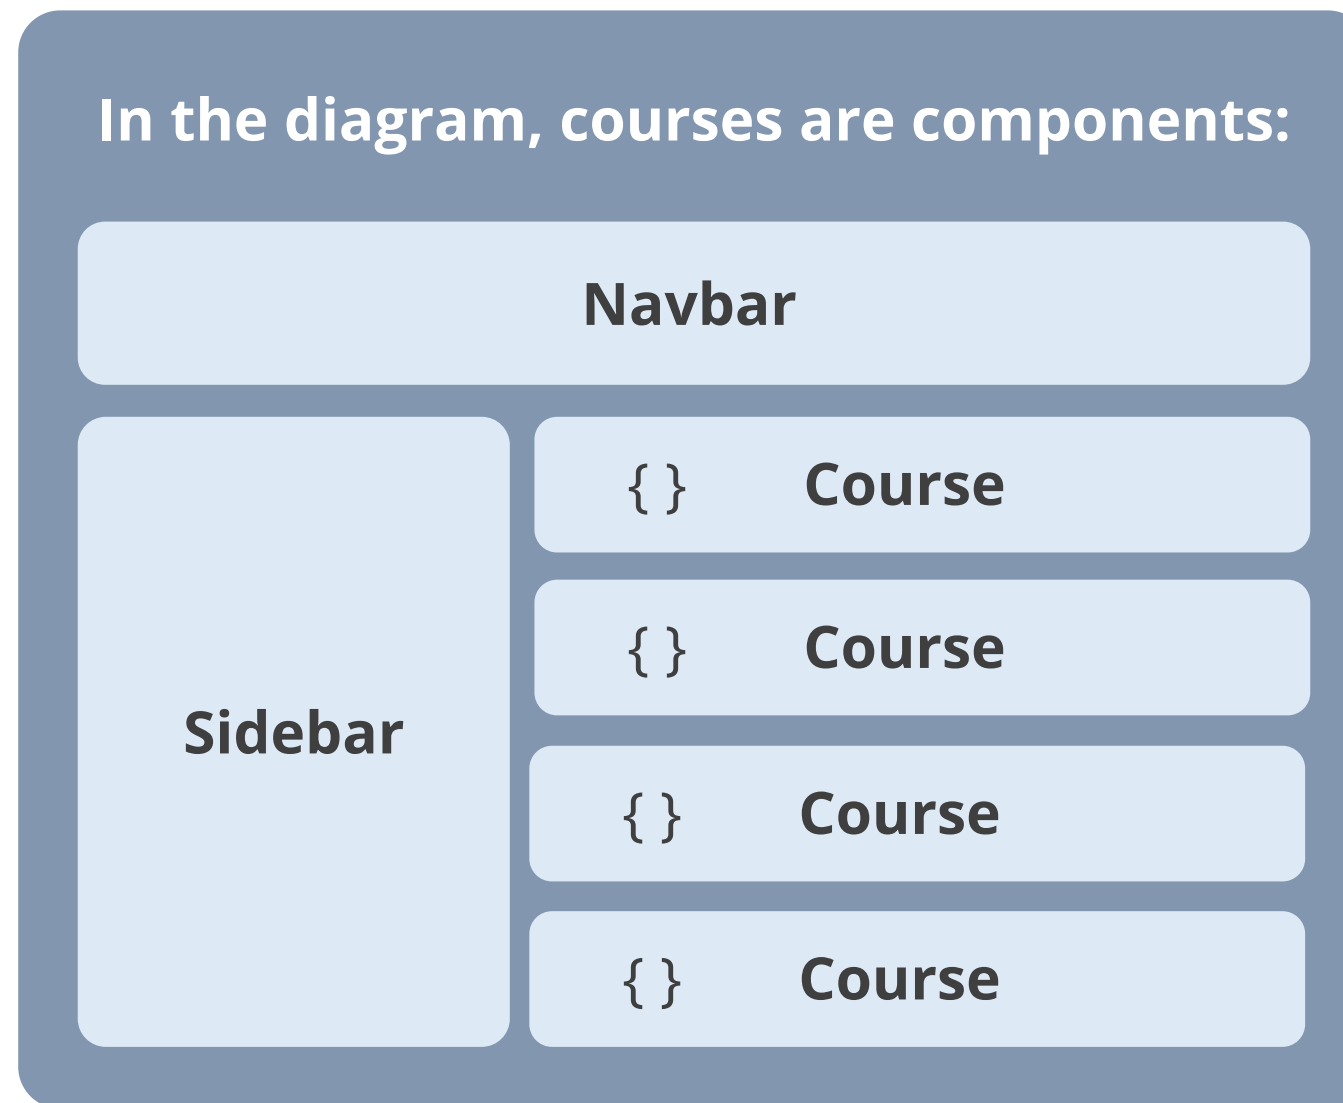 In the diagram, courses are components:
Navbar
Sidebar
{ } Course
{ } Course
{ } Course
{ } Course